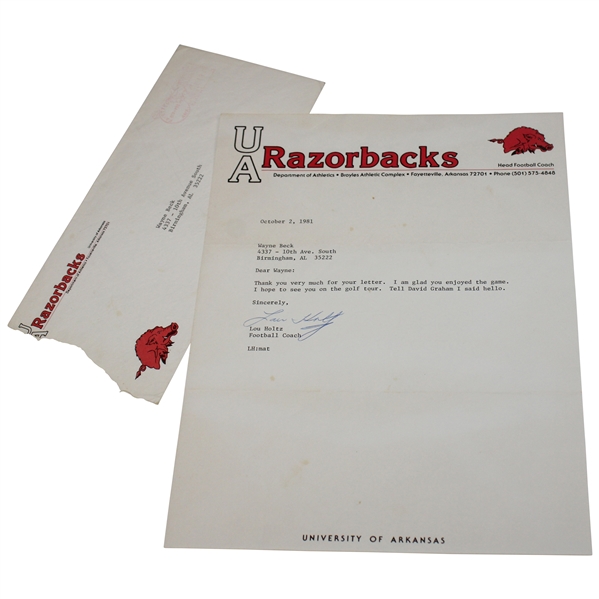 UA Razorbacks
Head Football Coach
Department of Athletics • Broyles Athletic Complex • Fayetteville, Arkansas 72701 • Phone (501) 575-4848
October 2, 1981
Wayne Beck
4337 - 10th Ave. South
Birmingham, AL 35222
Dear Wayne:
Thank you very much for your letter. I am glad you enjoyed the game.
I hope to see you on the golf tour. Tell David Graham I said hello.
Sincerely,
Lou Holtz
Lou Holtz
Football Coach
LH:mat
UNIVERSITY OF ARKANSAS
UA Razorbacks
Wayne Beck
4337 - 10th Avenue South
Birmingham, AL 35222